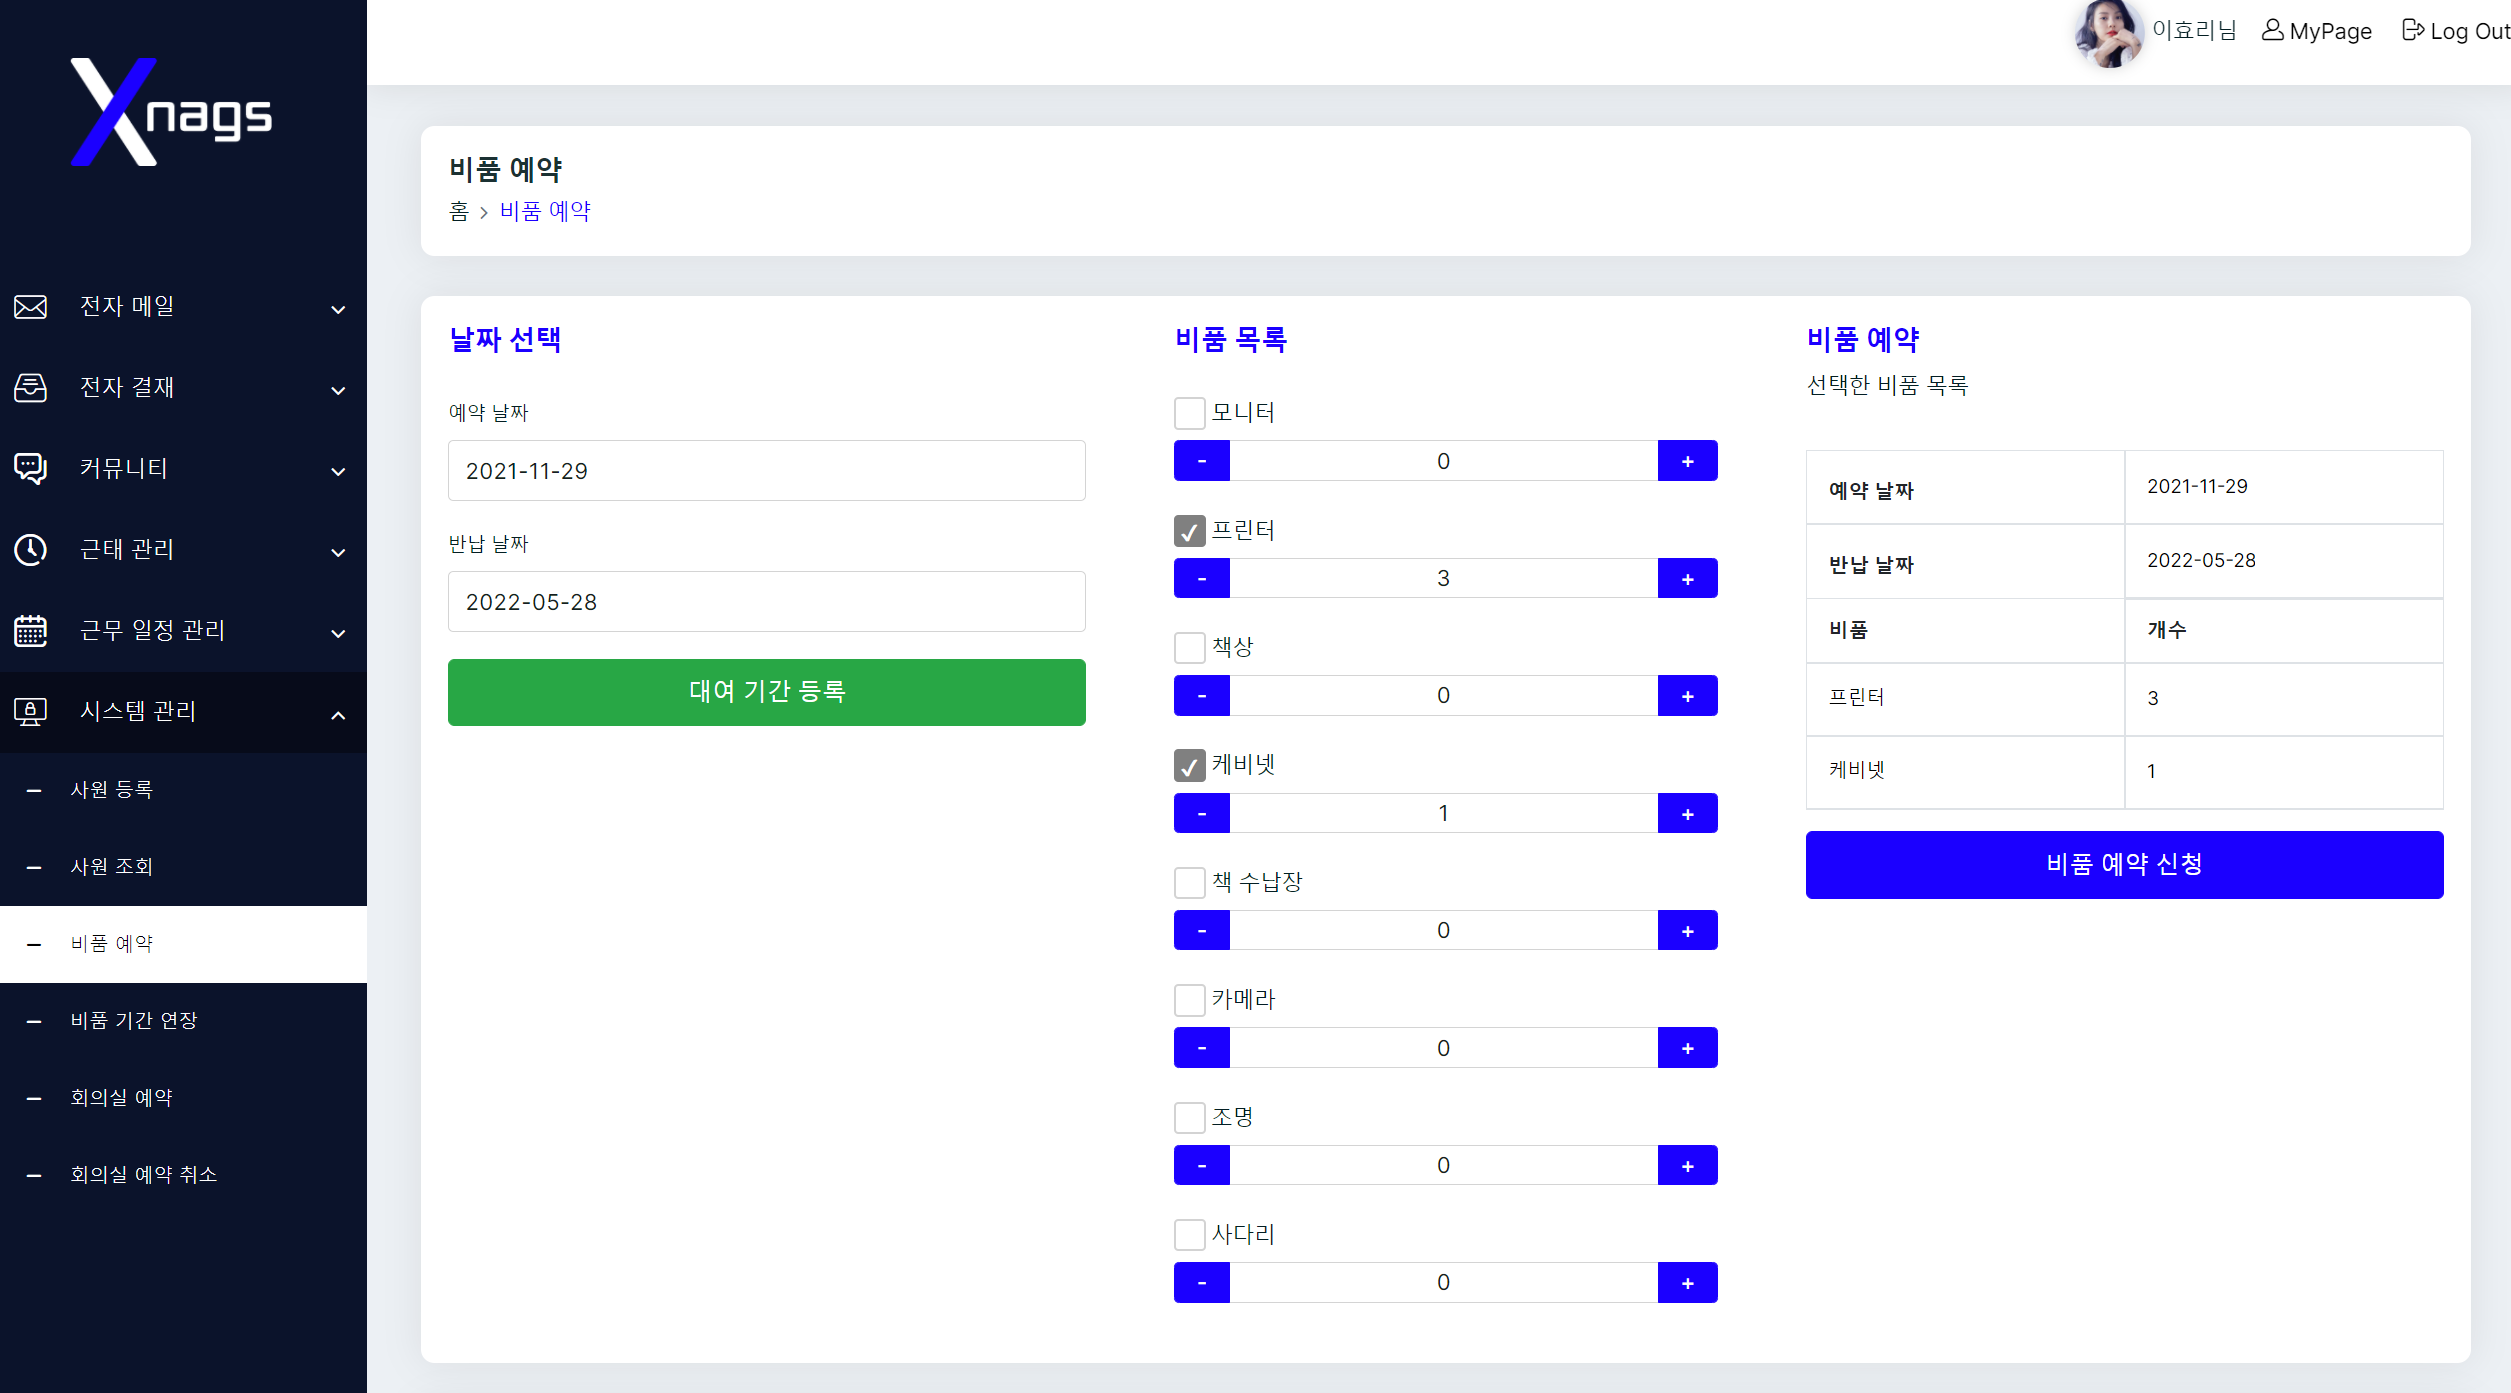 Xnags
이효리님
MyPage
Log Out
전자 메일
전자 결재
커뮤니티
근태 관리
근무 일정 관리
시스템 관리
사원 등록
사원 조회
비품 예약
비품 기간 연장
회의실 예약
회의실 예약 취소
비품 예약
홈 > 비품 예약
날짜 선택
예약 날짜
2021-11-29
반납 날짜
2022-05-28
대여 기간 등록
비품 목록
모니터
- 0 +
프린터
- 3 +
책상
- 0 +
케비넷
- 1 +
책 수납장
- 0 +
카메라
- 0 +
조명
- 0 +
사다리
- 0 +
비품 예약
선택한 비품 목록
예약 날짜 2021-11-29
반납 날짜 2022-05-28
비품 개수
프린터 3
케비넷 1
비품 예약 신청